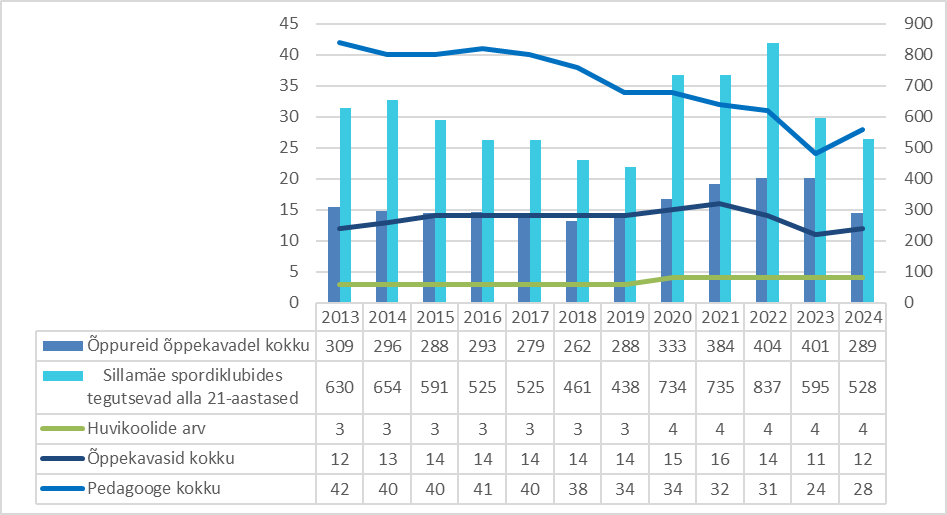 45 900
40 800
35 700
30 600
25 500
20 400
15 300
10 200
5 100
0 0
2013 2014 2015 2016 2017 2018 2019 2020 2021 2022 2023 2024
Õppureid õppekavadel kokku 309 296 288 293 279 262 288 333 384 404 401 289
Sillamäe spordiklubides
tegutsevad alla 21-aastased 630 654 591 525 525 461 438 734 735 837 595 528
Huvikoolide arv 3 3 3 3 3 3 3 4 4 4 4 4
Õppekavasid kokku 12 13 14 14 14 14 14 15 16 14 11 12
Pedagooge kokku 42 40 40 41 40 38 34 34 32 31 24 28